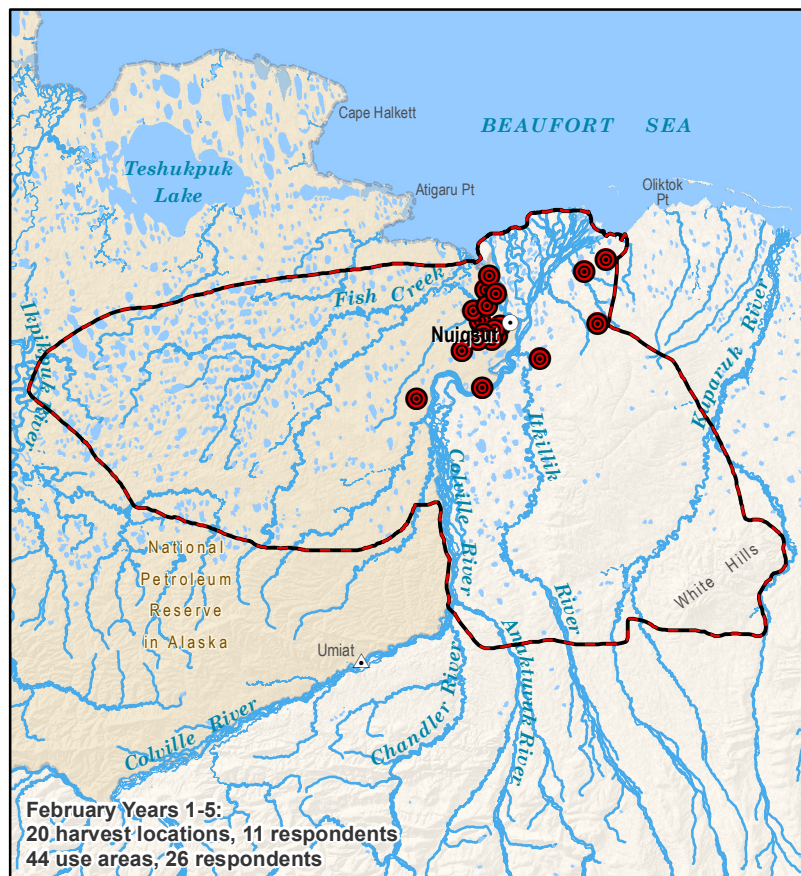 Cape Halkett
BEAUFORT SEA
Teshukpuk
Lake
Atigaru Pt
Oliktok
Pt
Fish Creek
Ikpikpuk River
Nuiqsut
Kuparuk River
Itkillik
River
Colville River
National
Petroleum
Reserve
in Alaska
White Hills
Umiat
Anaktuvuk River
Chandler River
Colville River
February Years 1-5:
20 harvest locations, 11 respondents
44 use areas, 26 respondents